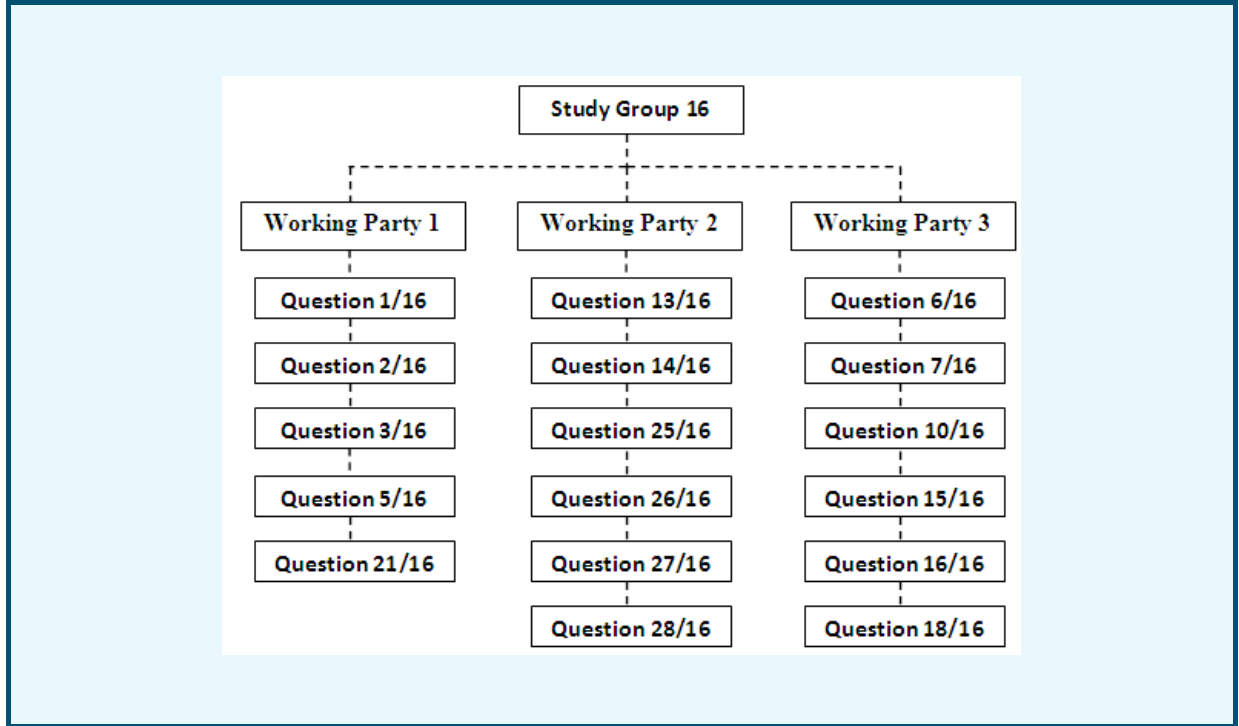 Study Group 16
Working Party 1
Working Party 2
Working Party 3
Question 1/16
Question 13/16
Question 6/16
Question 2/16
Question 14/16
Question 7/16
Question 3/16
Question 25/16
Question 10/16
Question 5/16
Question 26/16
Question 15/16
Question 21/16
Question 27/16
Question 16/16
Question 28/16
Question 18/16